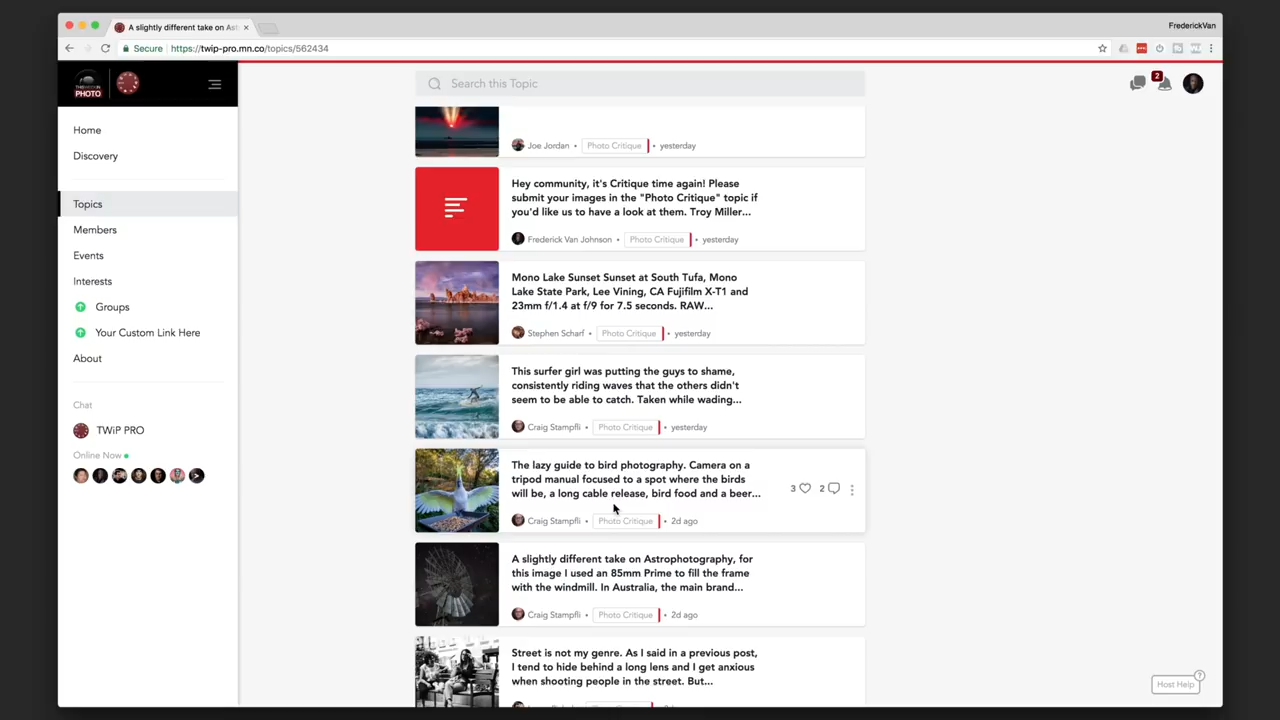 A slightly different take on Ast
FrederickVan
Secure https://twip-pro.mn.co/topics/562434
PHOTO
Search this Topic
2
Home
Discovery
Topics
Members
Events
Interests
Groups
Your Custom Link Here
About
Chat
TWiP PRO
Online Now
Joe Jordan • Photo Critique • yesterday
Hey community, it's Critique time again! Please
submit your images in the "Photo Critique" topic if
you'd like us to have a look at them. Troy Miller...
Frederick Van Johnson • Photo Critique • yesterday
Mono Lake Sunset Sunset at South Tufa, Mono
Lake State Park, Lee Vining, CA Fujifilm X-T1 and
23mm f/1.4 at f/9 for 7.5 seconds. RAW...
Stephen Scharf • Photo Critique • yesterday
This surfer girl was putting the guys to shame,
consistently riding waves that the others didn't
seem to be able to catch. Taken while wading...
Craig Stampfli • Photo Critique • yesterday
The lazy guide to bird photography. Camera on a
tripod manual focused to a spot where the birds
will be, a long cable release, bird food and a beer...
3 2
Craig Stampfli • Photo Critique • 2d ago
A slightly different take on Astrophotography, for
this image I used an 85mm Prime to fill the frame
with the windmill. In Australia, the main brand...
Craig Stampfli • Photo Critique • 2d ago
Street is not my genre. As I said in a previous post,
I tend to hide behind a long lens and I get anxious
when shooting people in the street. But...
Host Help ?